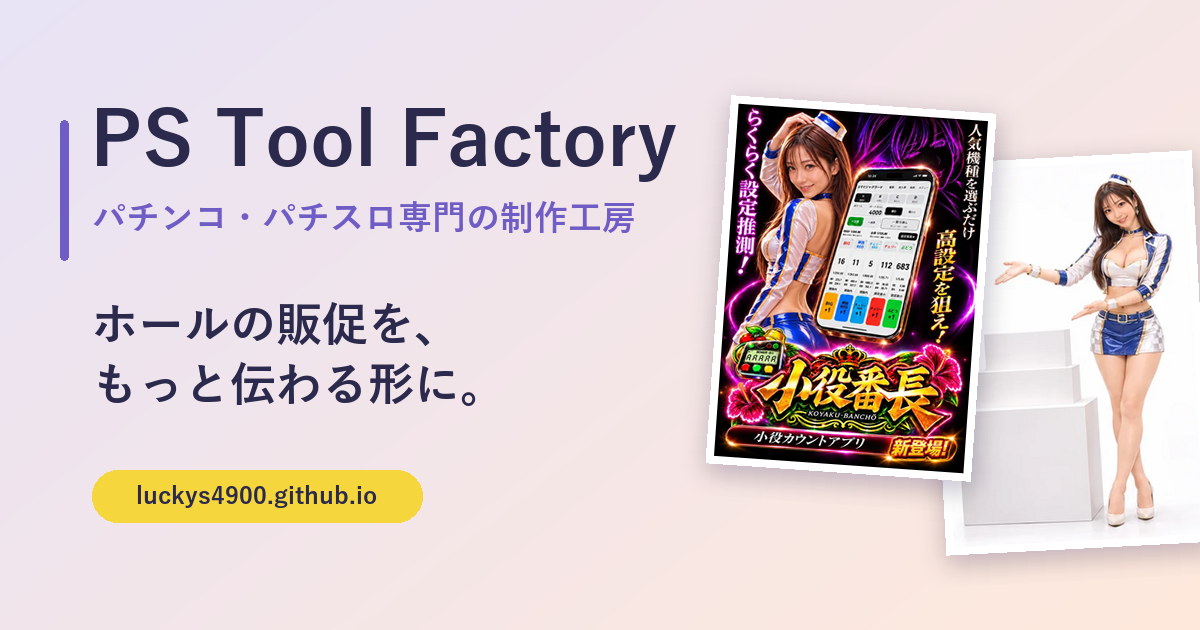 PS Tool Factory
パチンコ・パチスロ専門の制作工房
ホールの販促を、
もっと伝わる形に。
luckys4900.github.io
らくらく設定推測！
人気機種を選ぶだけ
高設定を狙え！
4000
16 11 5 112 683
AAAAA
小役番長
KOYAKU-BANCHO
小役カウントアプリ
新登場!